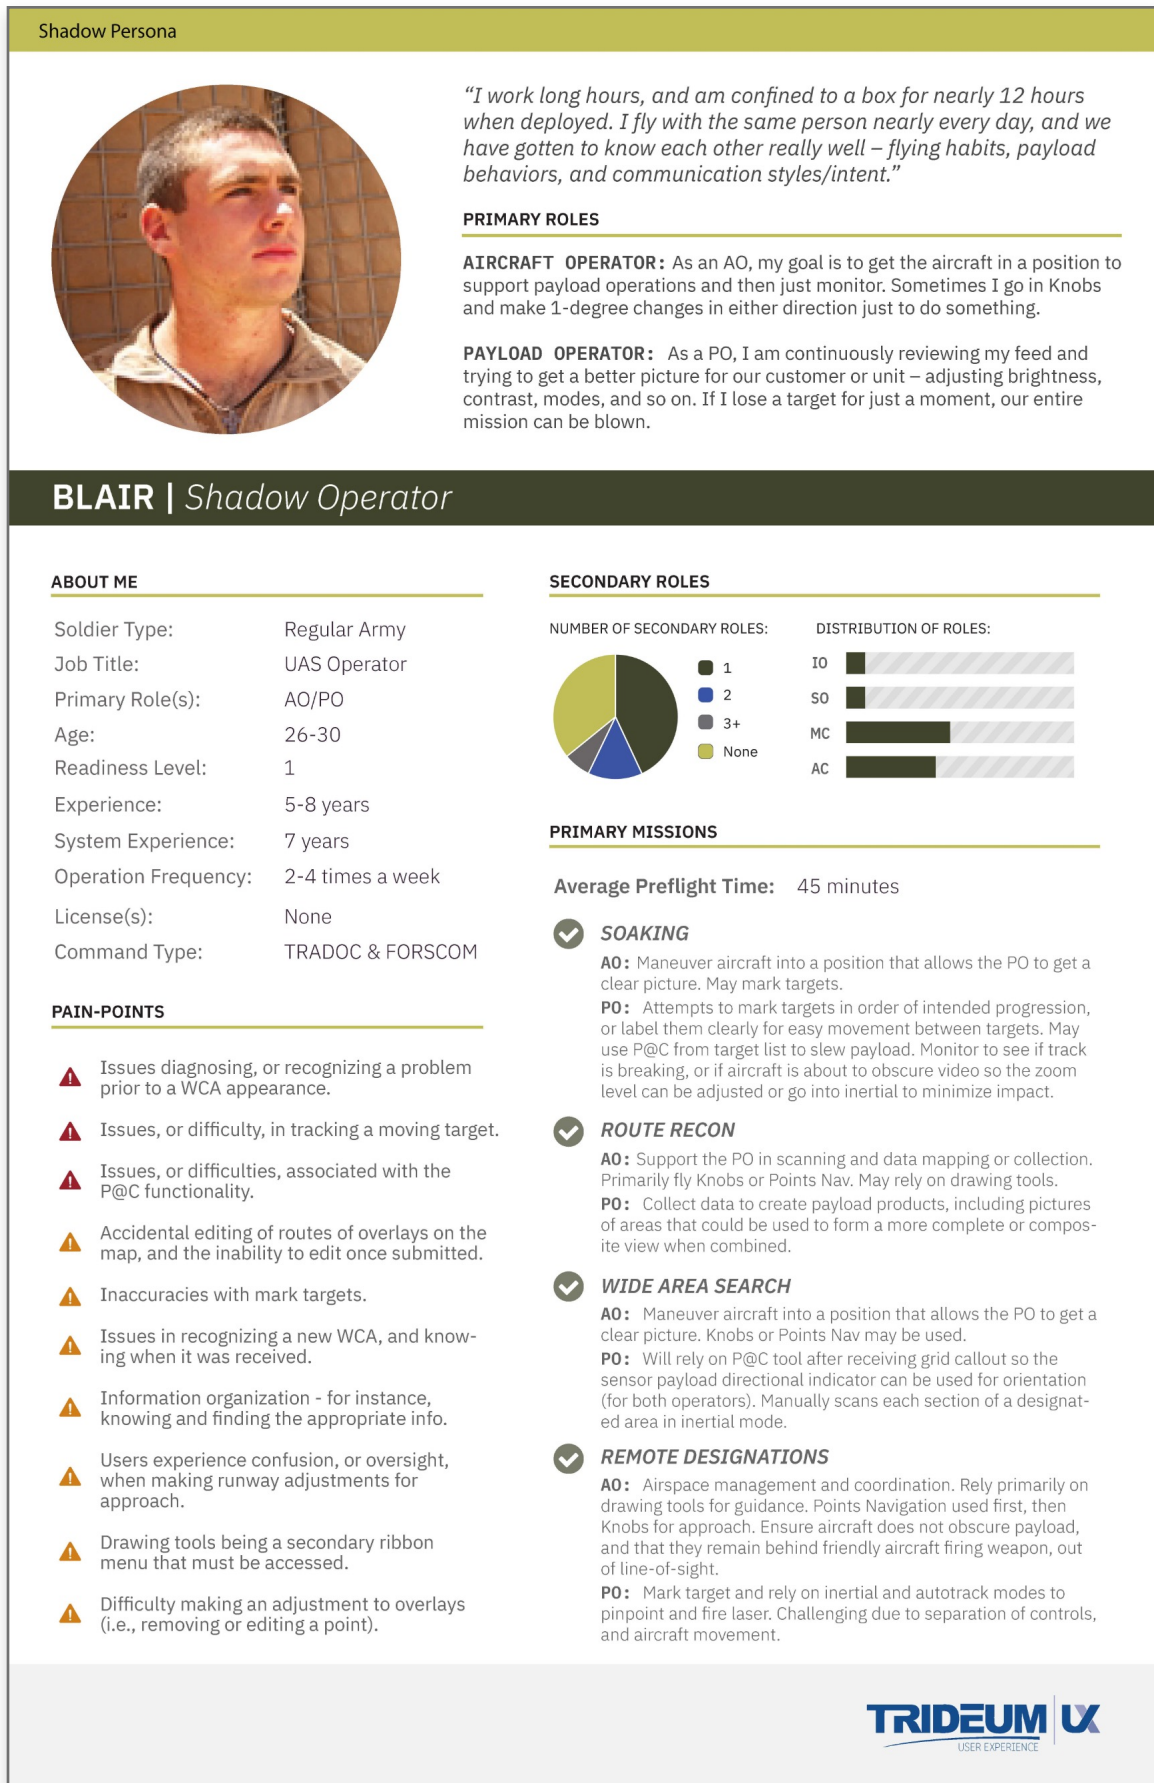 Shadow Persona
“I work long hours, and am confined to a box for nearly 12 hours
when deployed. I fly with the same person nearly every day, and we
have gotten to know each other really well – flying habits, payload
behaviors, and communication styles/intent.”
PRIMARY ROLES
AIRCRAFT OPERATOR: As an AO, my goal is to get the aircraft in a position to
support payload operations and then just monitor. Sometimes I go in Knobs
and make 1-degree changes in either direction just to do something.
PAYLOAD OPERATOR: As a PO, I am continuously reviewing my feed and
trying to get a better picture for our customer or unit – adjusting brightness,
contrast, modes, and so on. If I lose a target for just a moment, our entire
mission can be blown.
BLAIR | Shadow Operator
ABOUT ME
Soldier Type: Regular Army
Job Title: UAS Operator
Primary Role(s): AO/PO
Age: 26-30
Readiness Level: 1
Experience: 5-8 years
System Experience: 7 years
Operation Frequency: 2-4 times a week
License(s): None
Command Type: TRADOC & FORSCOM
PAIN-POINTS
Issues diagnosing, or recognizing a problem
prior to a WCA appearance.
Issues, or difficulty, in tracking a moving target.
Issues, or difficulties, associated with the
P@C functionality.
Accidental editing of routes of overlays on the
map, and the inability to edit once submitted.
Inaccuracies with mark targets.
Issues in recognizing a new WCA, and know-
ing when it was received.
Information organization - for instance,
knowing and finding the appropriate info.
Users experience confusion, or oversight,
when making runway adjustments for
approach.
Drawing tools being a secondary ribbon
menu that must be accessed.
Difficulty making an adjustment to overlays
(i.e., removing or editing a point).
SECONDARY ROLES
NUMBER OF SECONDARY ROLES:
1
2
3+
None
DISTRIBUTION OF ROLES:
IO
SO
MC
AC
PRIMARY MISSIONS
Average Preflight Time: 45 minutes
SOAKING
AO: Maneuver aircraft into a position that allows the PO to get a
clear picture. May mark targets.
PO: Attempts to mark targets in order of intended progression,
or label them clearly for easy movement between targets. May
use P@C from target list to slew payload. Monitor to see if track
is breaking, or if aircraft is about to obscure video so the zoom
level can be adjusted or go into inertial to minimize impact.
ROUTE RECON
AO: Support the PO in scanning and data mapping or collection.
Primarily fly Knobs or Points Nav. May rely on drawing tools.
PO: Collect data to create payload products, including pictures
of areas that could be used to form a more complete or compos-
ite view when combined.
WIDE AREA SEARCH
AO: Maneuver aircraft into a position that allows the PO to get a
clear picture. Knobs or Points Nav may be used.
PO: Will rely on P@C tool after receiving grid callout so the
sensor payload directional indicator can be used for orientation
(for both operators). Manually scans each section of a designat-
ed area in inertial mode.
REMOTE DESIGNATIONS
AO: Airspace management and coordination. Rely primarily on
drawing tools for guidance. Points Navigation used first, then
Knobs for approach. Ensure aircraft does not obscure payload,
and that they remain behind friendly aircraft firing weapon, out
of line-of-sight.
PO: Mark target and rely on inertial and autotrack modes to
pinpoint and fire laser. Challenging due to separation of controls,
and aircraft movement.
TRIDEUM UX
USER EXPERIENCE